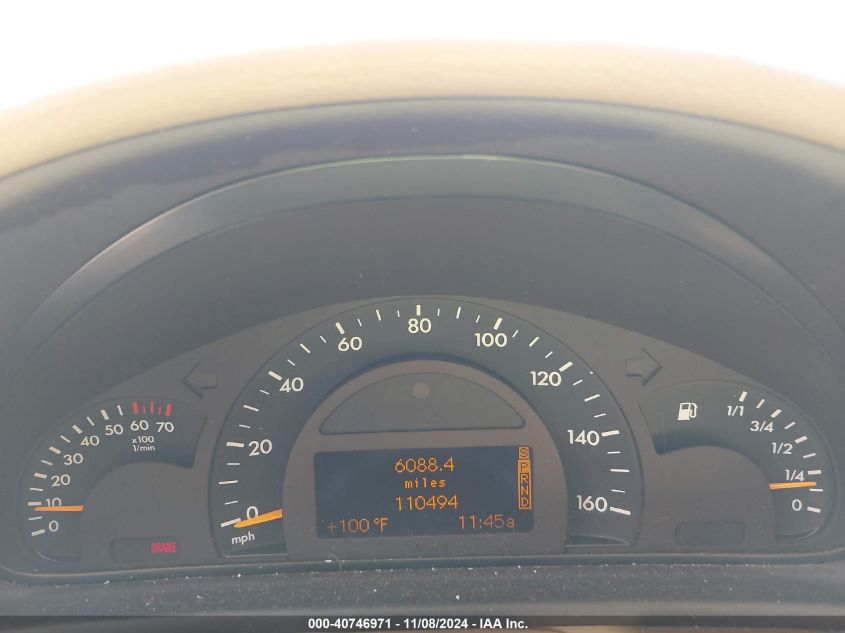 80
60
100
40
120
1/1
50
60
70
3/4
40
x100
1/min
20
140
1/2
30
20
6088.4
S
P
R
N
D
miles
1/4
10
110494
0
0
160
0
+100°F
11:45a
mph
BRAKE
000-40746971 - 11/08/2024 - IAA Inc.